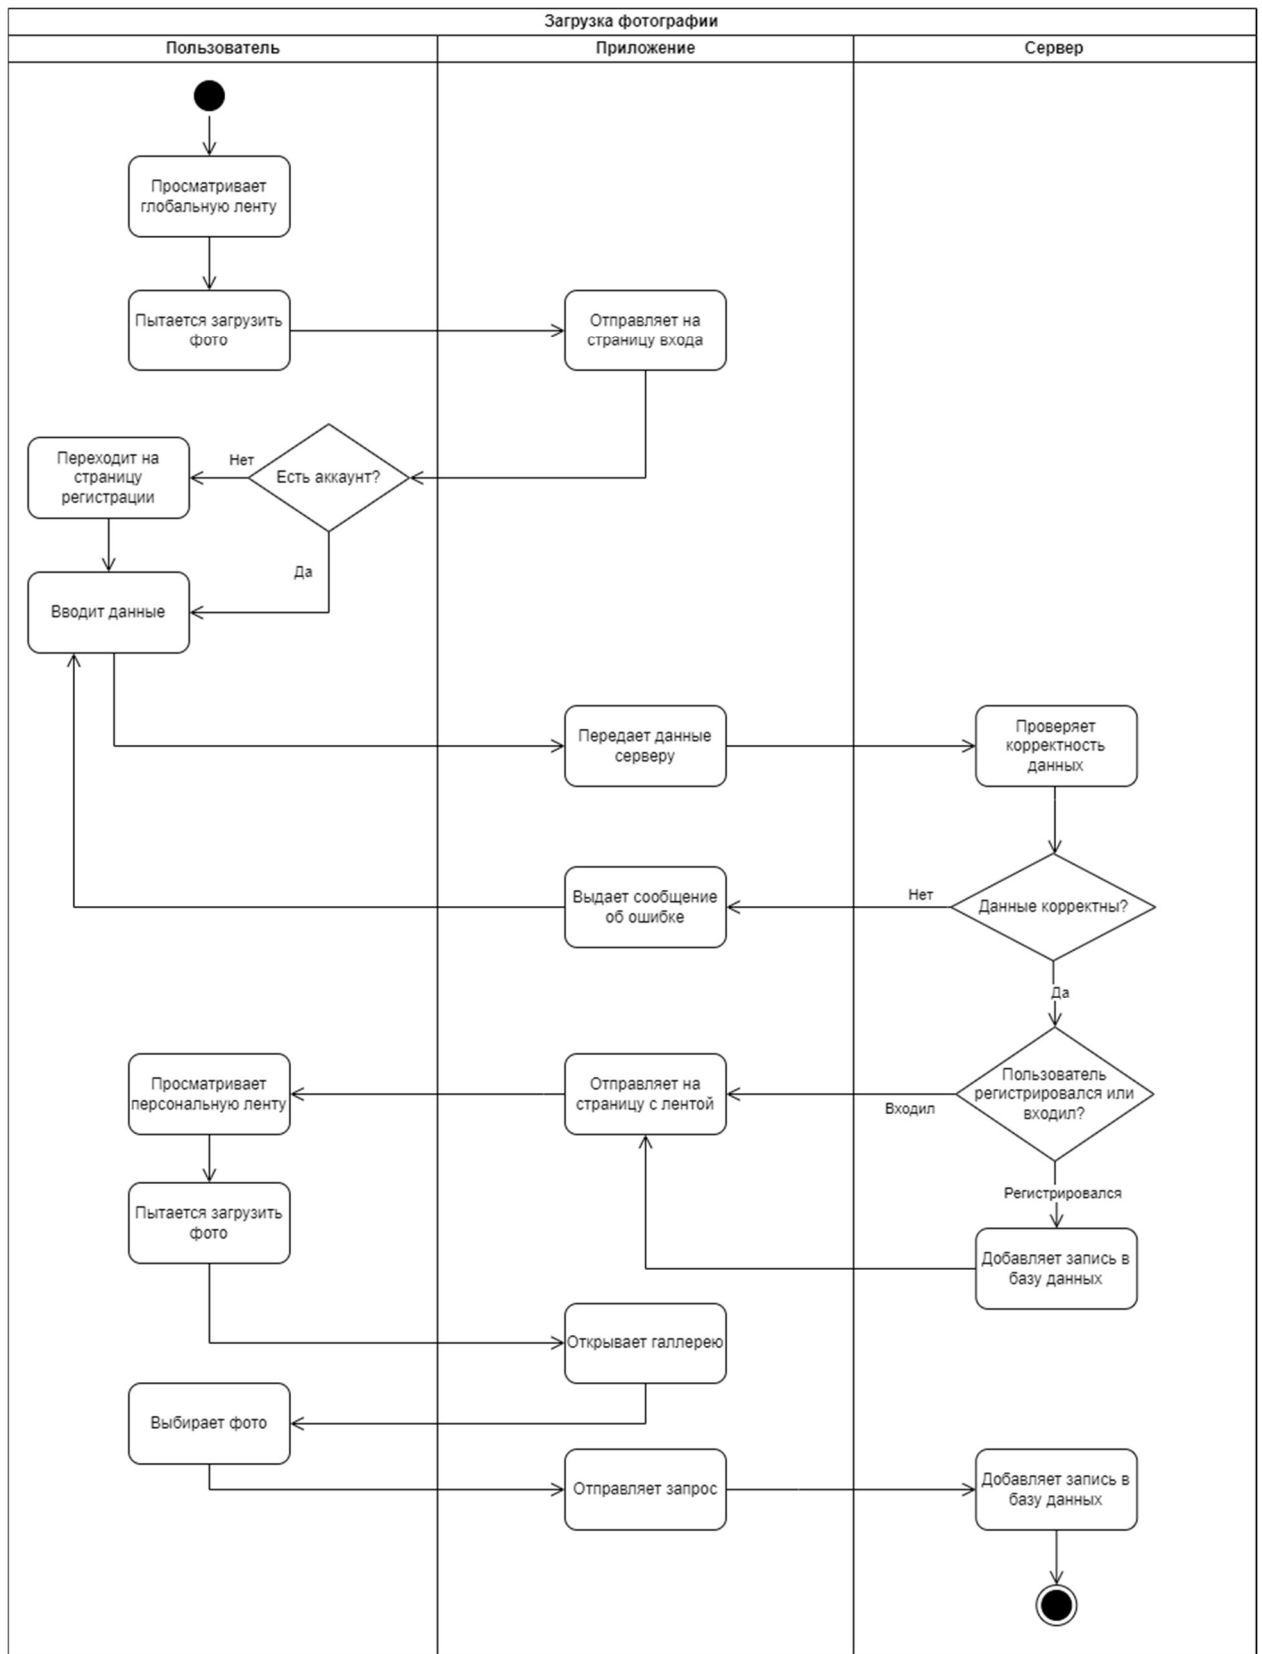 Загрузка фотографии
Пользователь
Приложение
Сервер
Просматривает
глобальную ленту
Пытается загрузить
фото
Отправляет на
страницу входа
Переходит на
страницу
регистрации
Нет
Есть аккаунт?
Да
Вводит данные
Передает данные
серверу
Проверяет
корректность
данных
Выдает сообщение
об ошибке
Нет
Данные корректны?
Да
Просматривает
персональную ленту
Отправляет на
страницу с лентой
Входил
Пользователь
регистрировался или
входил?
Регистрировался
Пытается загрузить
фото
Добавляет запись в
базу данных
Открывает галлерею
Выбирает фото
Отправляет запрос
Добавляет запись в
базу данных